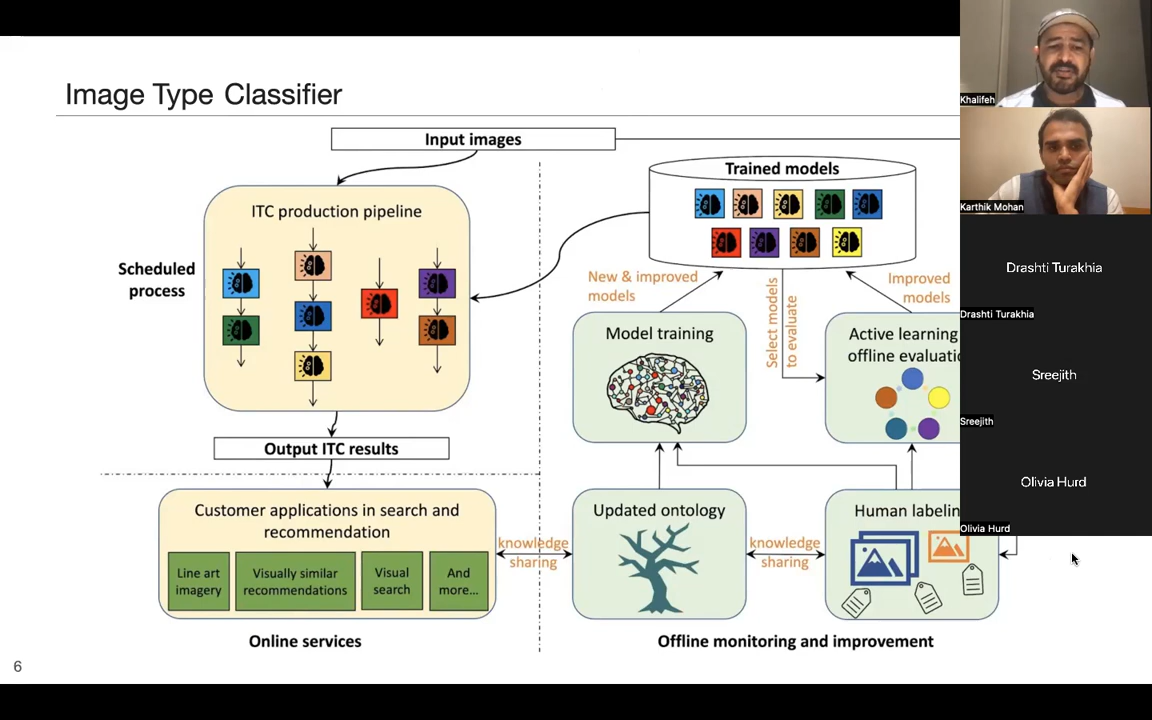 Image Type Classifier
Input images
ITC production pipeline
Scheduled
process
Trained models
New & improved
models
Select models
to evaluate
Improved
models
Model training
Active learning
offline
Output ITC results
Customer applications in search and
recommendation
Line art
imagery
Visually similar
recommendations
Visual
search
And
more...
knowledge
sharing
Updated ontology
knowledge
sharing
Human
Online services
Offline monitoring and improvement
6
Khalifeh
Karthik Mohan
Drashti Turakhia
Drashti Turakhia
Sreejith
Sreejith
Olivia Hurd
Olivia Hurd